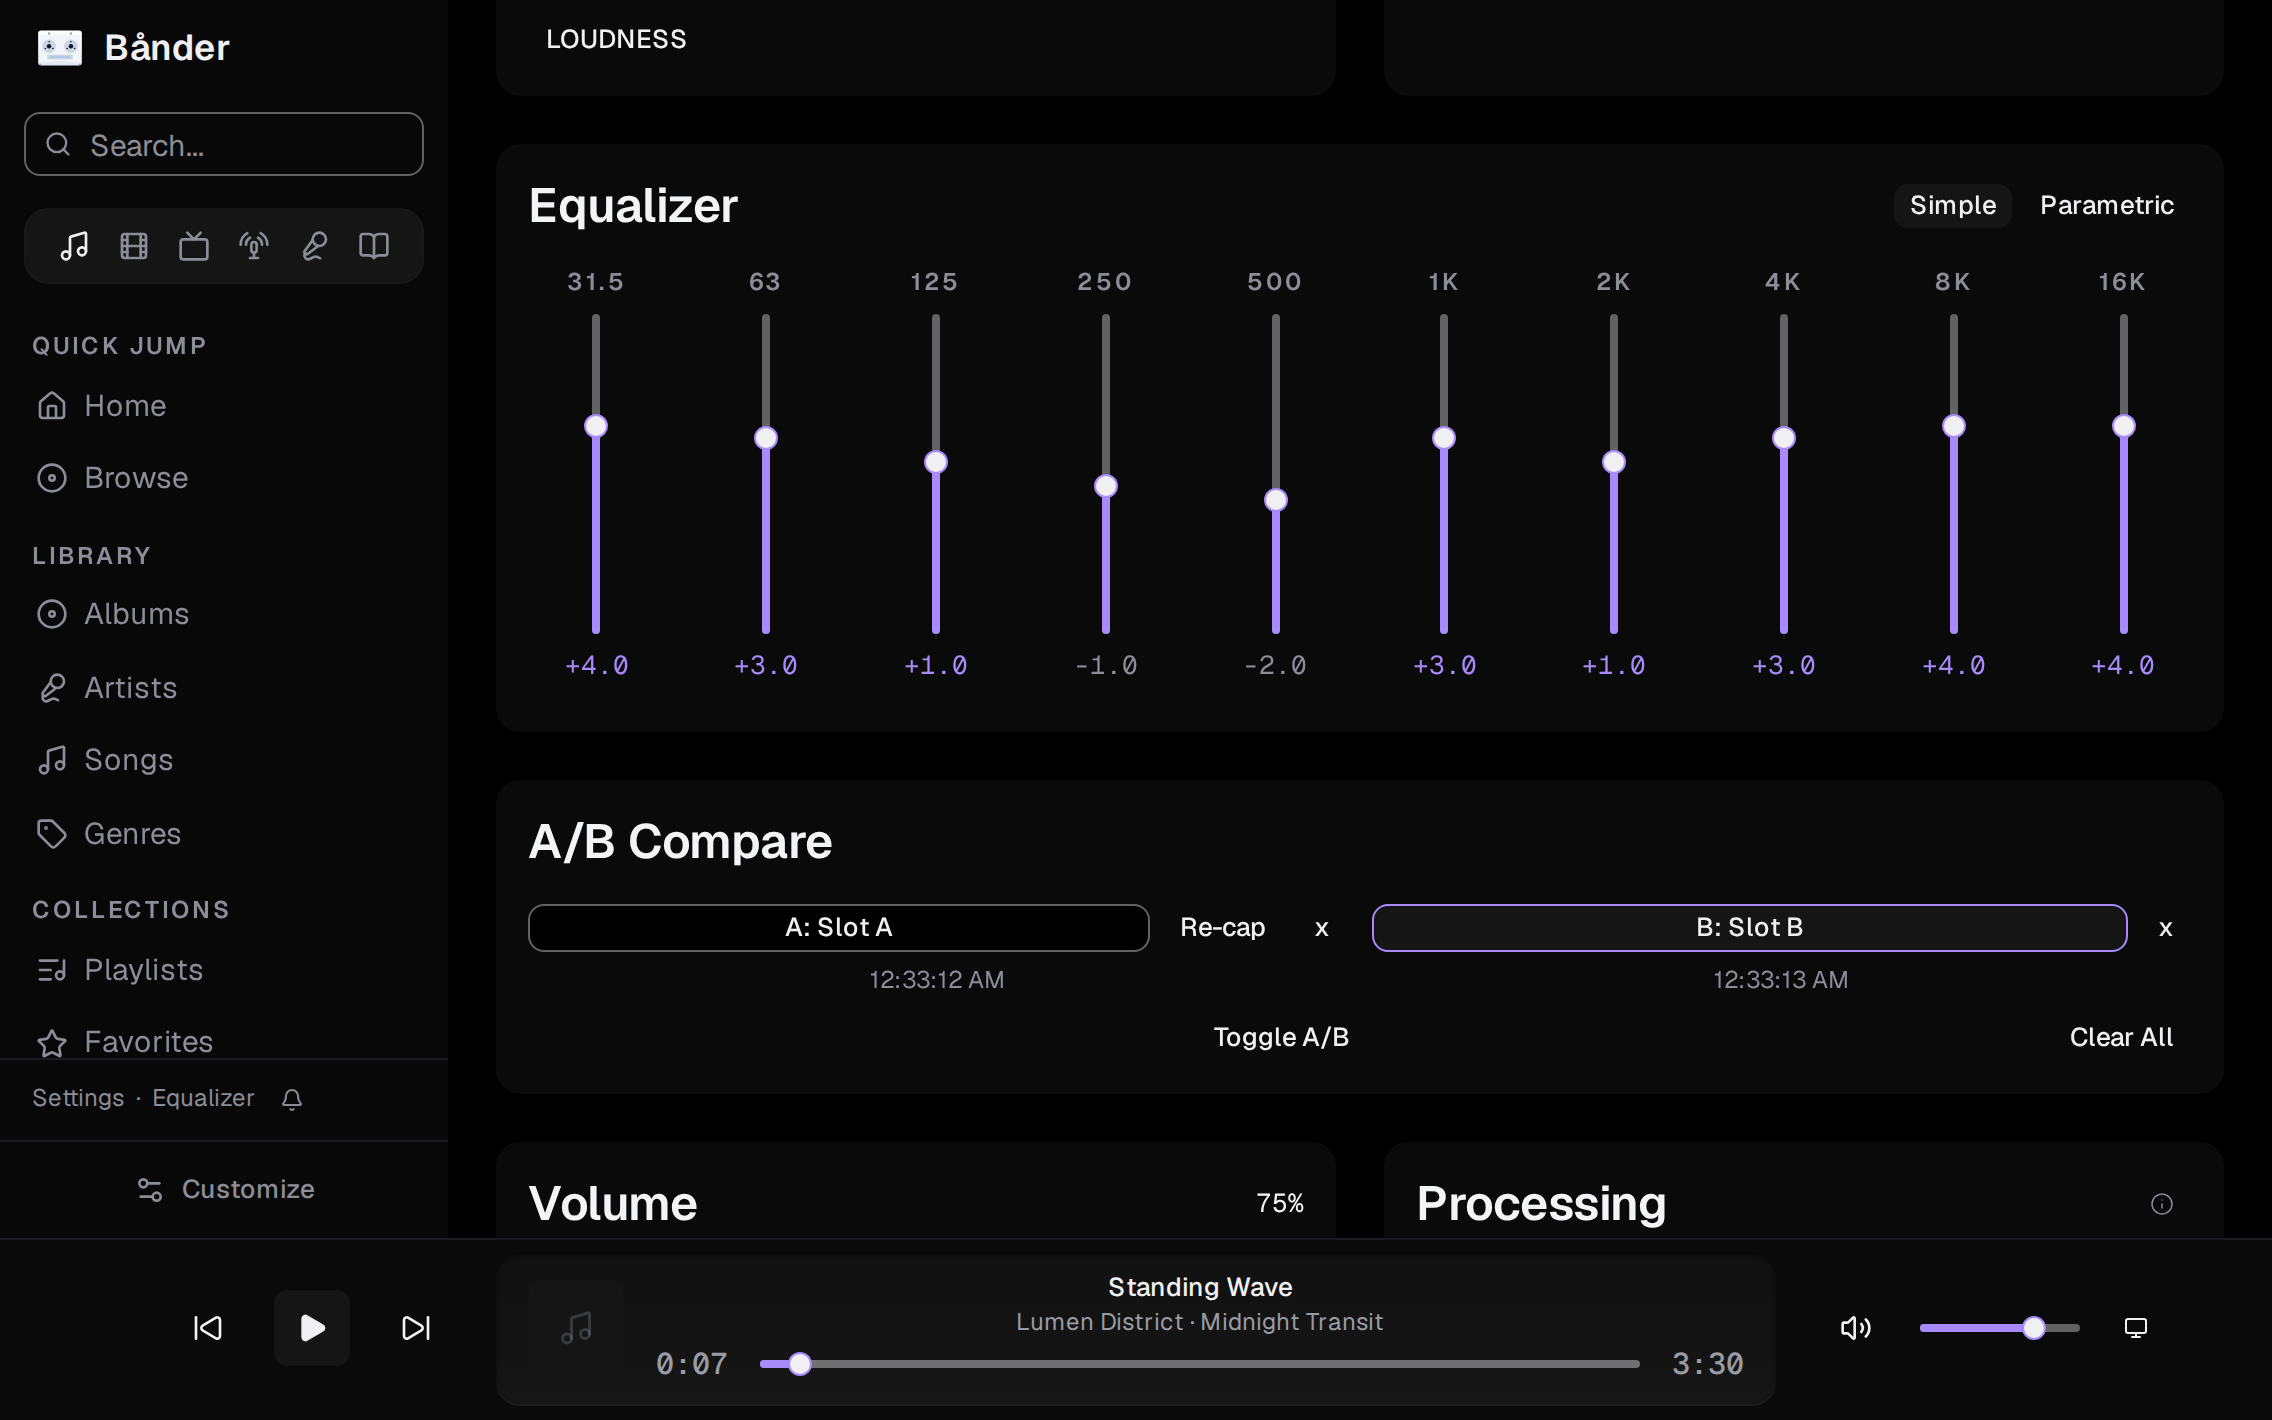 Bånder
Search...
QUICK JUMP
Home
Browse
LIBRARY
Albums
Artists
Songs
Genres
COLLECTIONS
Playlists
Favorites
Settings · Equalizer
Customize
LOUDNESS
Equalizer
Simple Parametric
31.5 63 125 250 500 1K 2K 4K 8K 16K
+4.0 +3.0 +1.0 -1.0 -2.0 +3.0 +1.0 +3.0 +4.0 +4.0
A/B Compare
A: Slot A Re-cap x B: Slot B x
12:33:12 AM 12:33:13 AM
Toggle A/B Clear All
Volume 75% Processing
Standing Wave
Lumen District · Midnight Transit
0:07 3:30